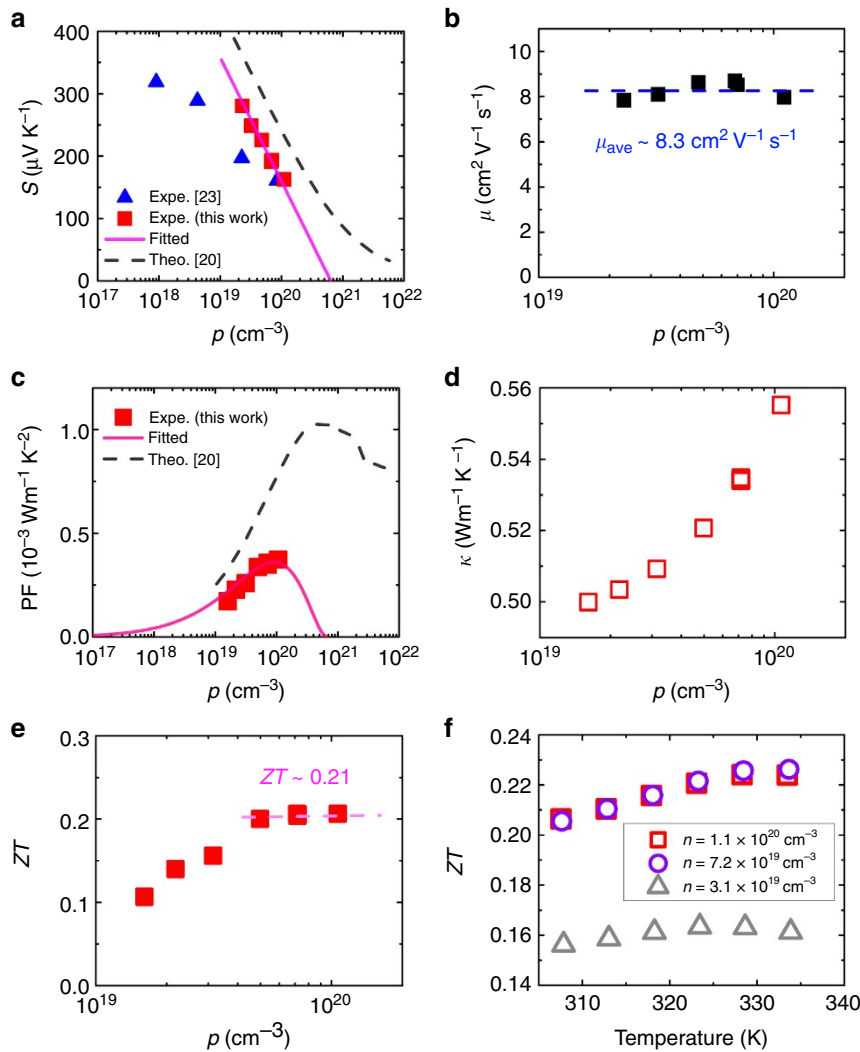 a
400
300
200
100
0
S (μV K⁻¹)
Expe. [23]
Expe. (this work)
Fitted
Theo. [20]
10¹⁷ 10¹⁸ 10¹⁹ 10²⁰ 10²¹ 10²²
p (cm⁻³)
b
10
8
6
4
2
0
μ (cm² V⁻¹ s⁻¹)
μave ~ 8.3 cm² V⁻¹ s⁻¹
10¹⁹ 10²⁰
p (cm⁻³)
c
1.0
0.5
0.0
PF (10⁻³ Wm⁻¹ K⁻²)
Expe. (this work)
Fitted
Theo. [20]
10¹⁷ 10¹⁸ 10¹⁹ 10²⁰ 10²¹ 10²²
p (cm⁻³)
d
0.56
0.54
0.52
0.50
κ (Wm⁻¹ K⁻¹)
10¹⁹ 10²⁰
p (cm⁻³)
e
0.3
0.2
0.1
0.0
ZT
ZT ~ 0.21
10¹⁹ 10²⁰
p (cm⁻³)
f
0.24
0.22
0.20
0.18
0.16
0.14
ZT
n = 1.1 × 10²⁰ cm⁻³
n = 7.2 × 10¹⁹ cm⁻³
n = 3.1 × 10¹⁹ cm⁻³
310 320 330 340
Temperature (K)